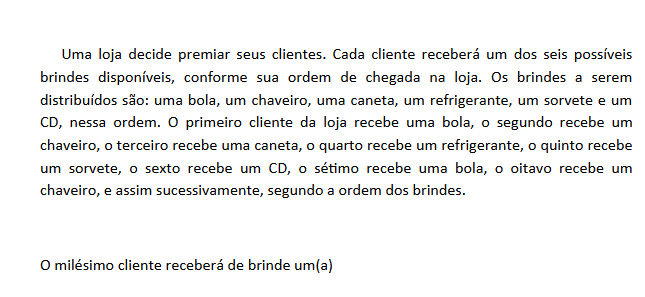 Uma loja decide premiar seus clientes. Cada cliente receberá um dos seis possíveis
brindes disponíveis, conforme sua ordem de chegada na loja. Os brindes a serem
distribuídos são: uma bola, um chaveiro, uma caneta, um refrigerante, um sorvete e um
CD, nessa ordem. O primeiro cliente da loja recebe uma bola, o segundo recebe um
chaveiro, o terceiro recebe uma caneta, o quarto recebe um refrigerante, o quinto recebe
um sorvete, o sexto recebe um CD, o sétimo recebe uma bola, o oitavo recebe um
chaveiro, e assim sucessivamente, segundo a ordem dos brindes.
O milésimo cliente receberá de brinde um(a)